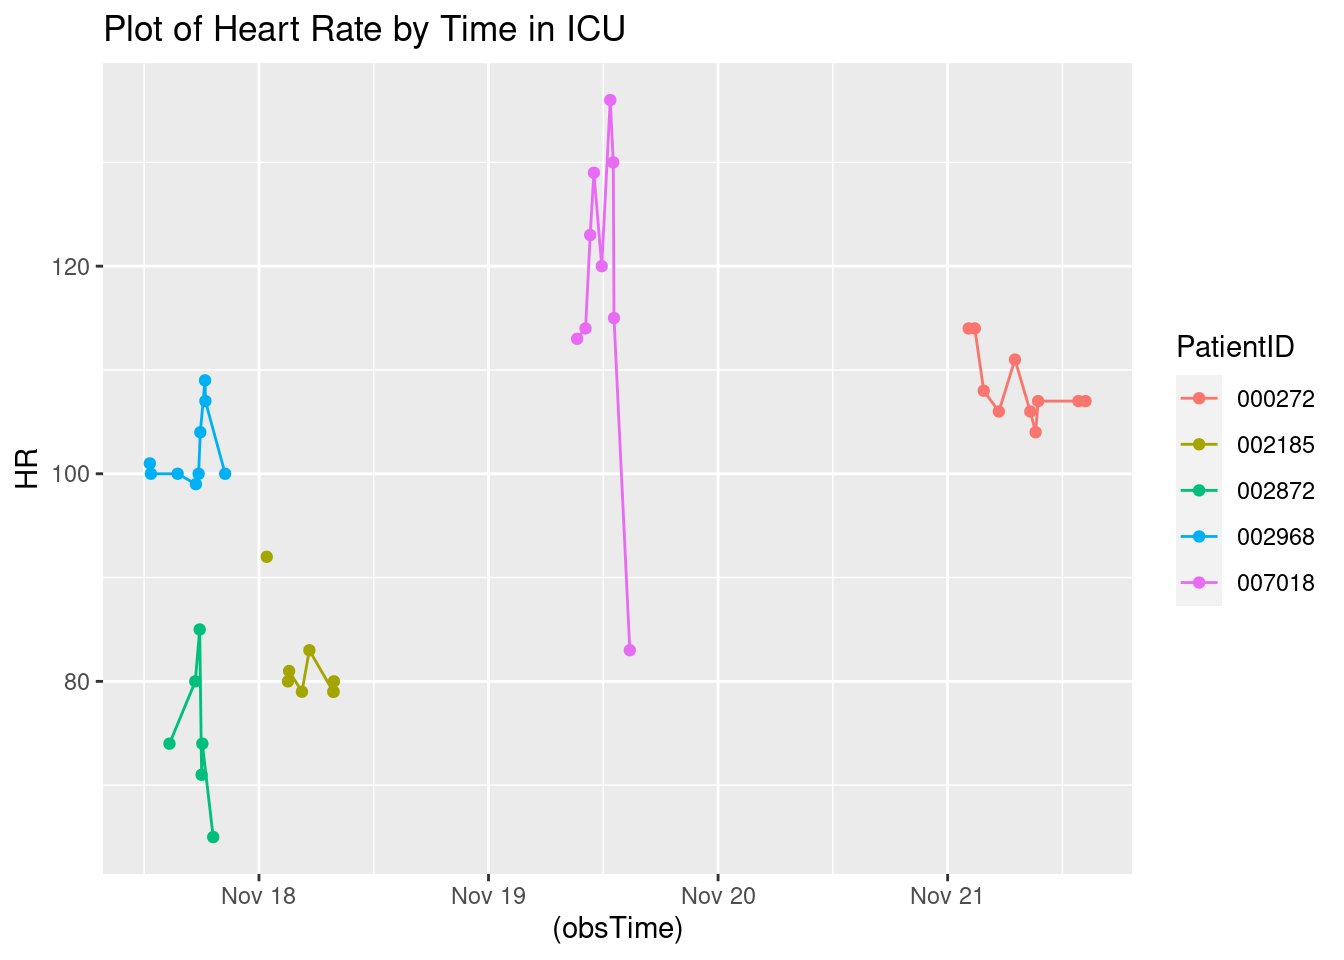 Plot of Heart Rate by Time in ICU
HR
120
100
80
Nov 18
Nov 19
Nov 20
Nov 21
(obsTime)
PatientID
000272
002185
002872
002968
007018